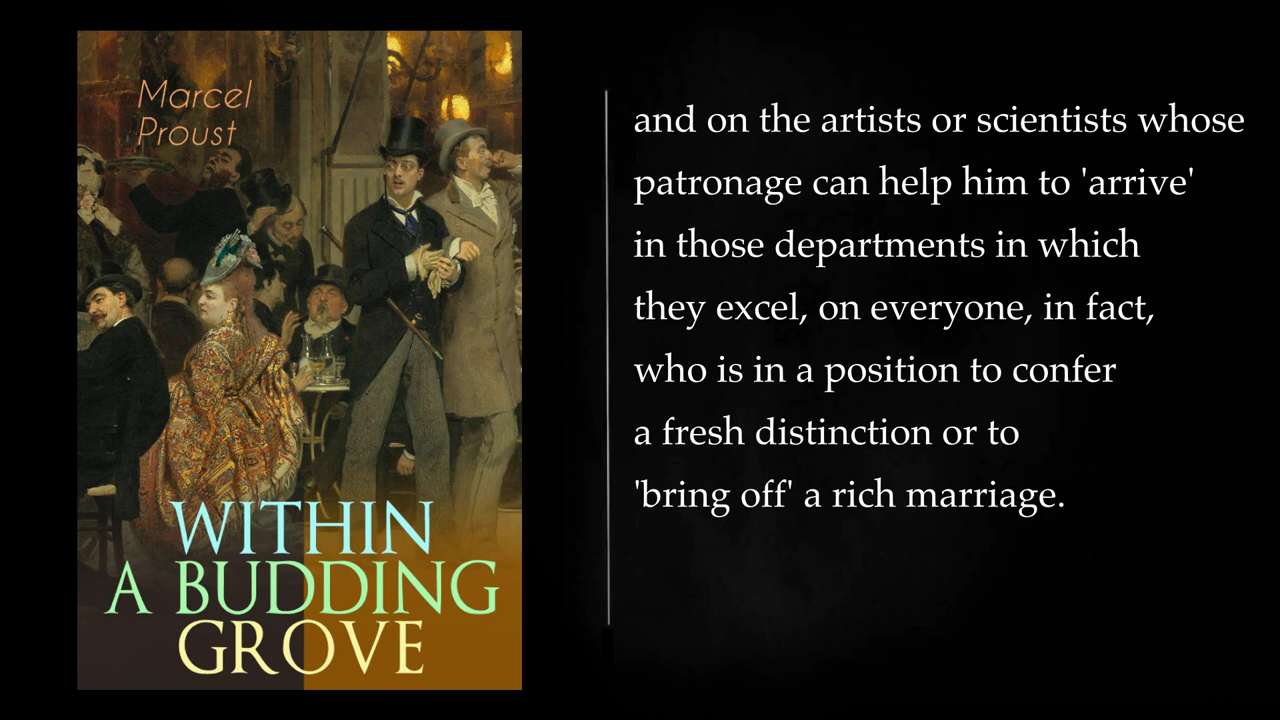 Marcel
Proust
WITHIN
A BUDDING
GROVE
and on the artists or scientists whose
patronage can help him to 'arrive'
in those departments in which
they excel, on everyone, in fact,
who is in a position to confer
a fresh distinction or to
'bring off' a rich marriage.